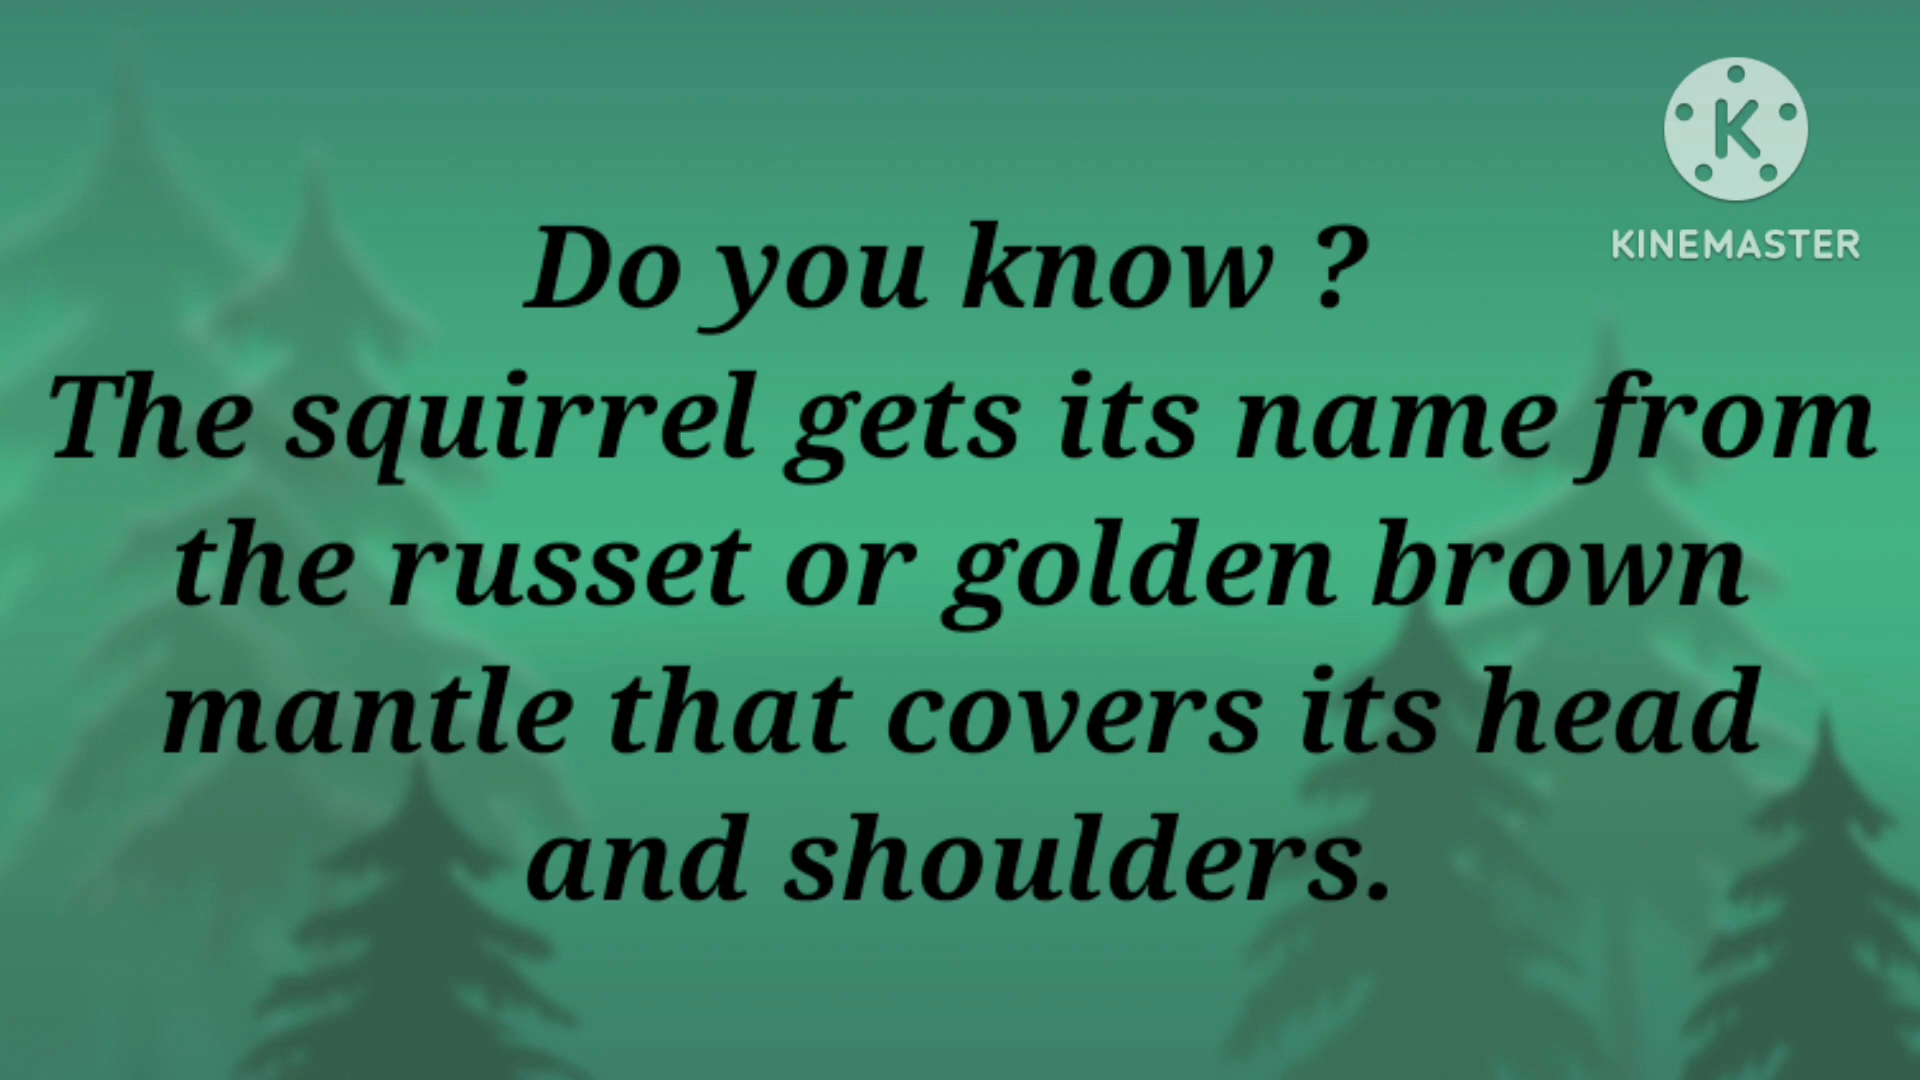 KINEMASTER
Do you know ?
The squirrel gets its name from
the russet or golden brown
mantle that covers its head
and shoulders.